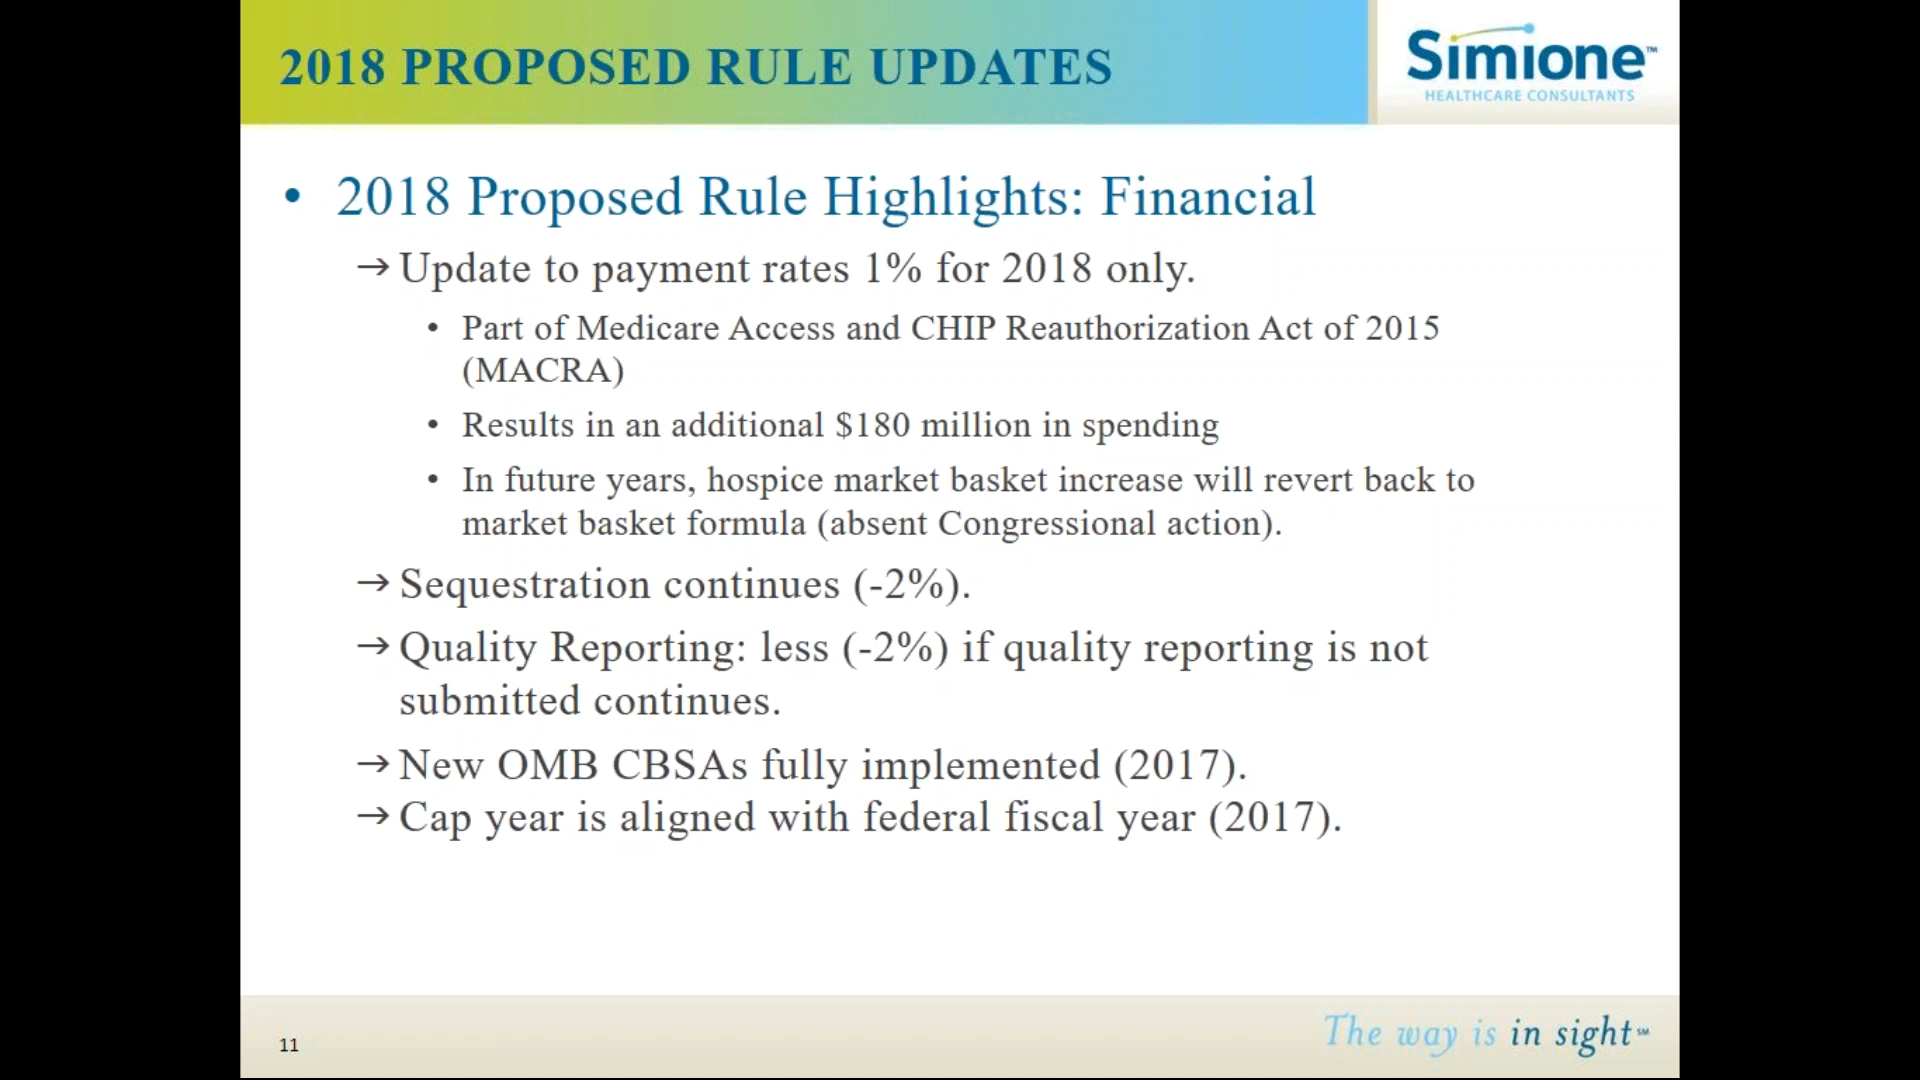 2018 PROPOSED RULE UPDATES
Simione™
HEALTHCARE CONSULTANTS
• 2018 Proposed Rule Highlights: Financial
→ Update to payment rates 1% for 2018 only.
• Part of Medicare Access and CHIP Reauthorization Act of 2015
(MACRA)
• Results in an additional $180 million in spending
• In future years, hospice market basket increase will revert back to
market basket formula (absent Congressional action).
→ Sequestration continues (-2%).
→ Quality Reporting: less (-2%) if quality reporting is not
submitted continues.
→ New OMB CBSAs fully implemented (2017).
→ Cap year is aligned with federal fiscal year (2017).
The way is in sight℠
11